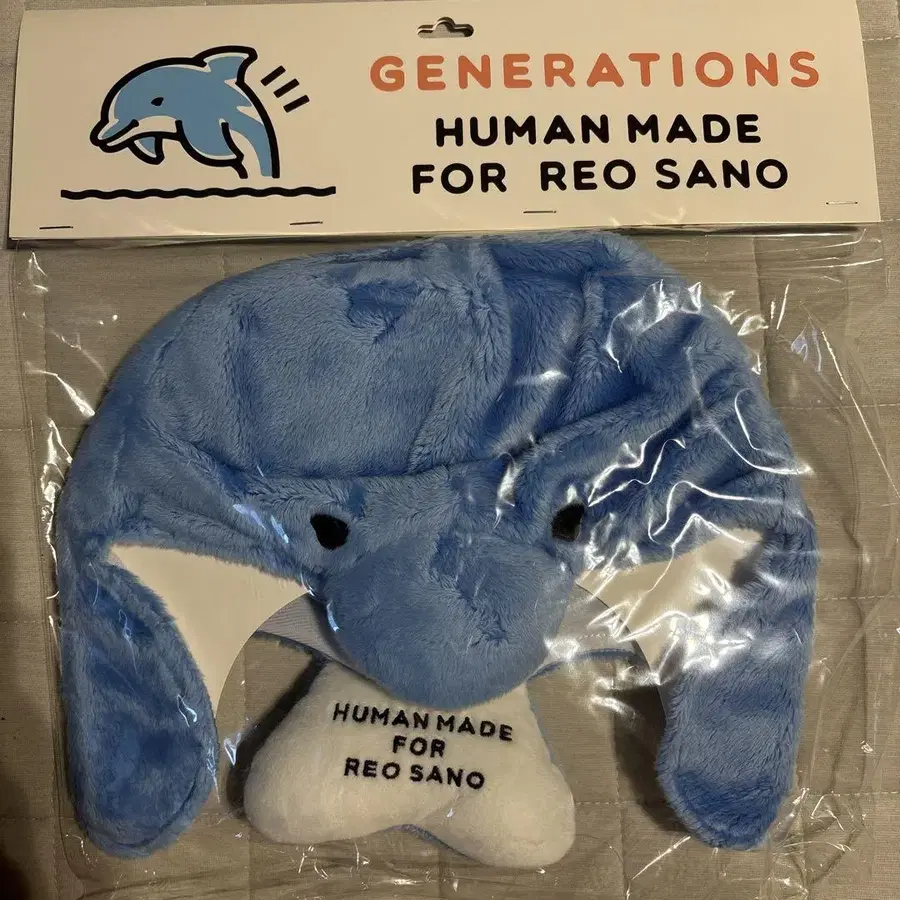 GENERATIONS
HUMAN MADE
FOR REO SANO
HUMAN MADE
FOR
REO SANO